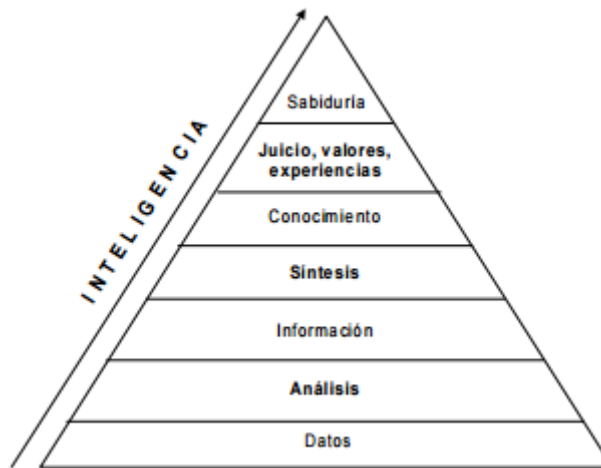 INTELIGENCIA
Sabiduría
Juicio, valores,
experiencias
Conocimiento
Síntesis
Información
Análisis
Datos